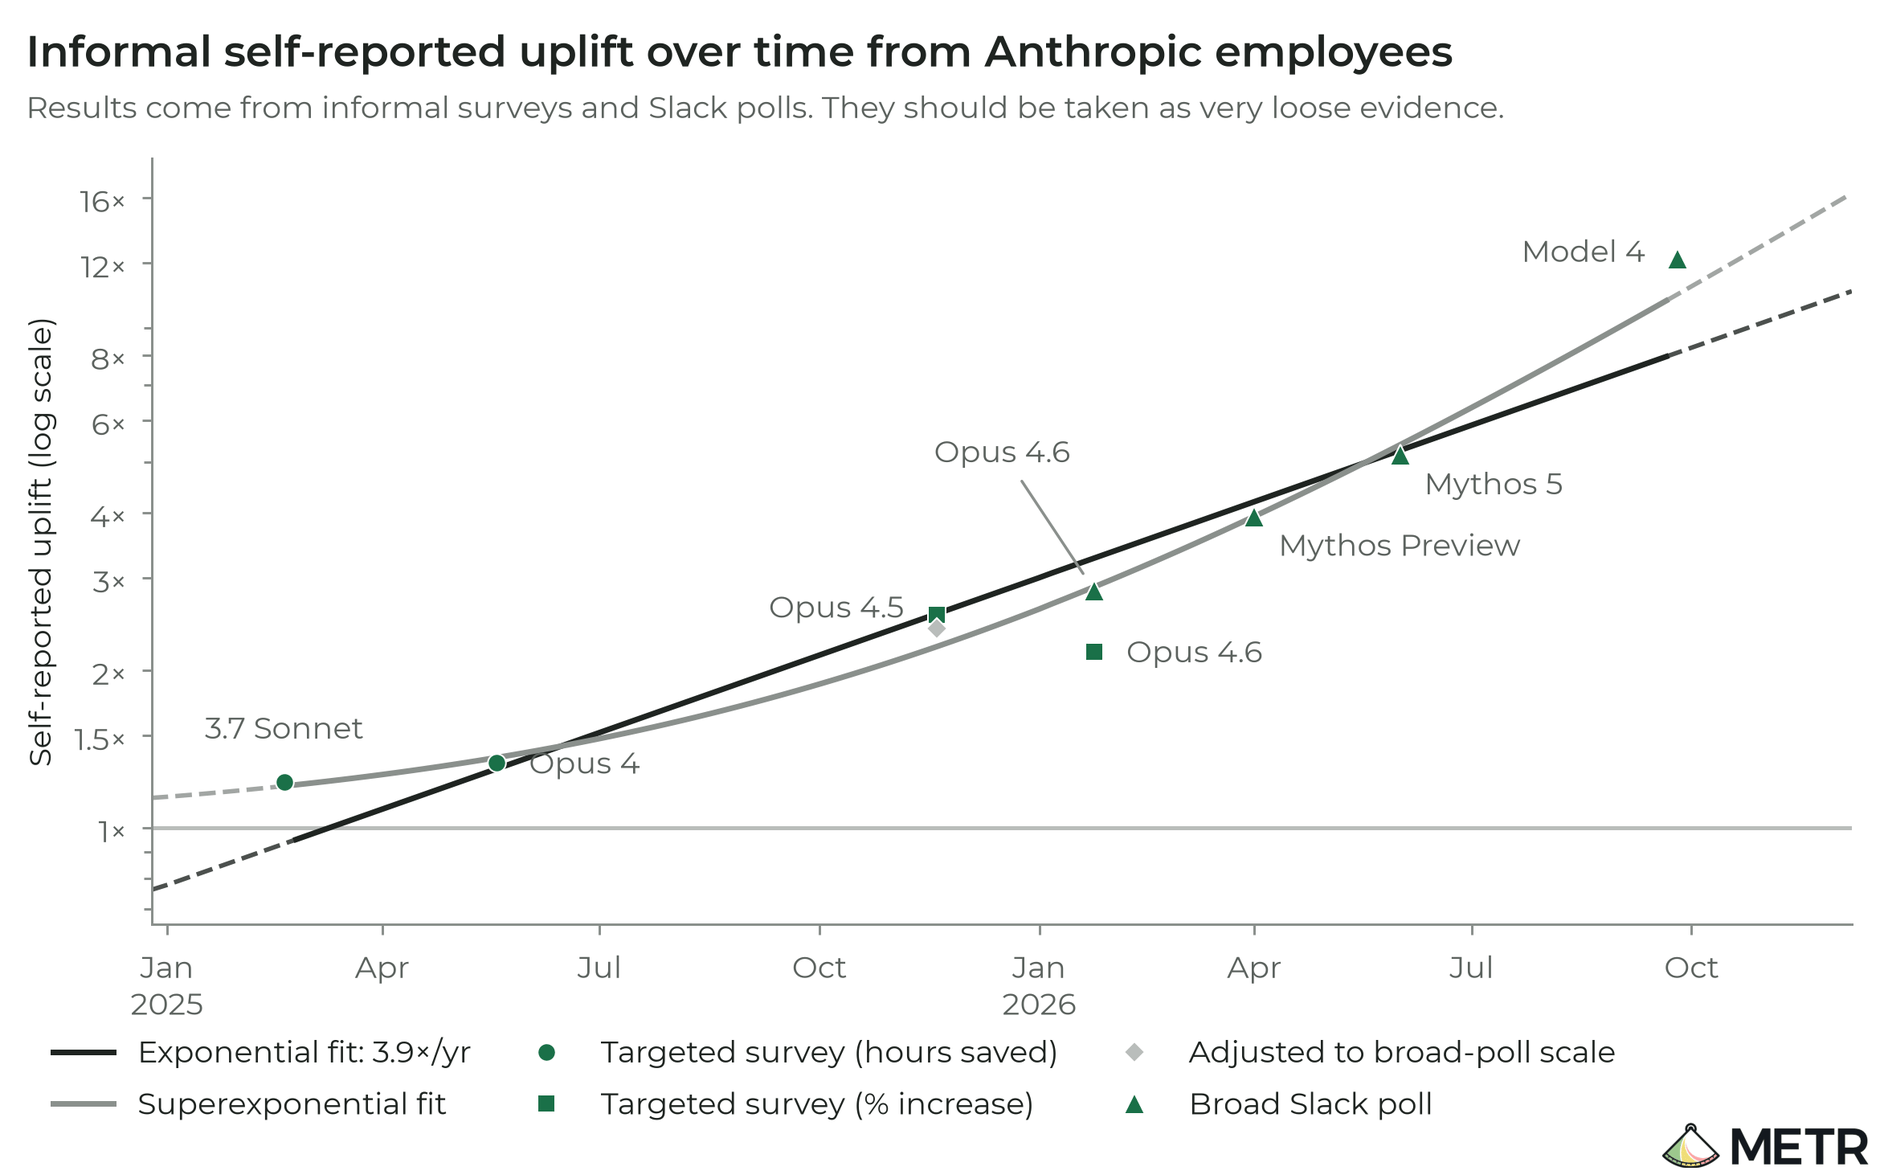 Informal self-reported uplift over time from Anthropic employees
Results come from informal surveys and Slack polls. They should be taken as very loose evidence.
Self-reported uplift (log scale)
16×
12×
8×
6×
4×
3×
2×
1.5×
1×
Model 4
Opus 4.6
Mythos 5
Mythos Preview
Opus 4.5
Opus 4.6
3.7 Sonnet
Opus 4
Jan
2025
Apr
Jul
Oct
Jan
2026
Apr
Jul
Oct
Exponential fit: 3.9×/yr
Superexponential fit
Targeted survey (hours saved)
Targeted survey (% increase)
Adjusted to broad-poll scale
Broad Slack poll
METR